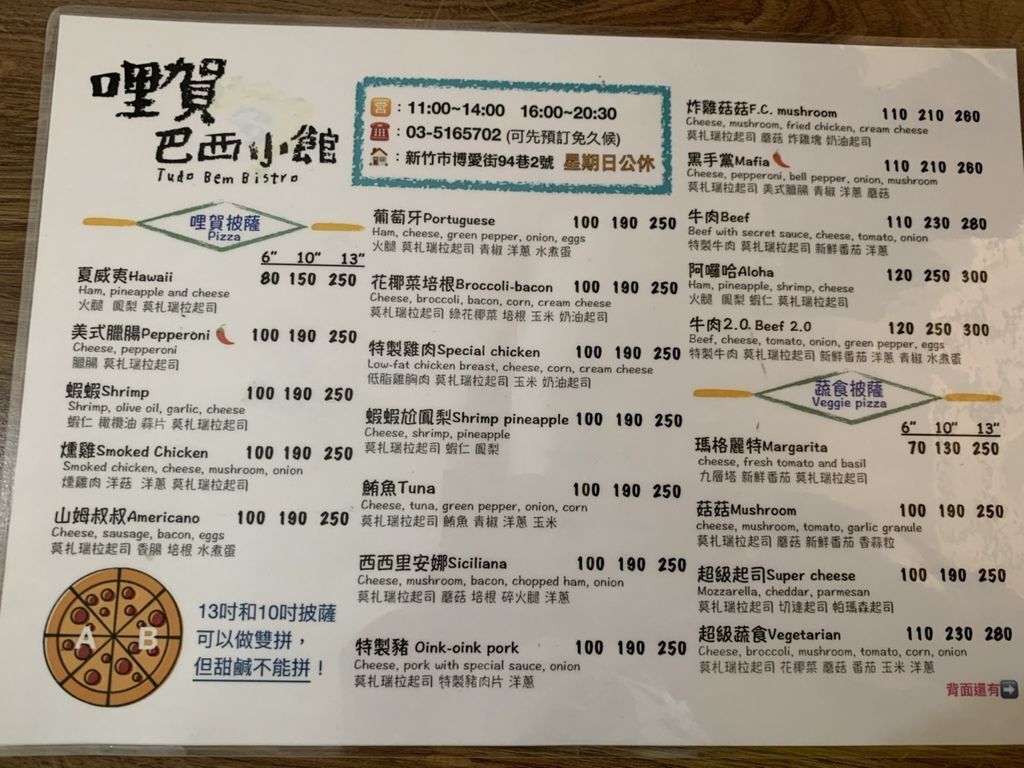 哩賀
巴西小館
Tudo Bem Bistro
營：11:00~14:00 16:00~20:30
：03-5165702 (可先預訂免久候)
：新竹市博愛街94巷2號 星期日公休
哩賀披薩
Pizza
6” 10” 13”
夏威夷Hawaii 80 150 250
Ham, pineapple and cheese
火腿 鳳梨 莫札瑞拉起司
美式臘腸Pepperoni 100 190 250
Cheese, pepperoni
臘腸 莫札瑞拉起司
蝦蝦Shrimp 100 190 250
Shrimp, olive oil, garlic, cheese
蝦仁 橄欖油 蒜片 莫札瑞拉起司
燻雞Smoked Chicken 100 190 250
Smoked chicken, cheese, mushroom, onion
燻雞肉 洋菇 洋蔥 莫札瑞拉起司
山姆叔叔Americano 100 190 250
Cheese, sausage, bacon, eggs
莫札瑞拉起司 香腸 培根 水煮蛋
A B
13吋和10吋披薩
可以做雙拼，
但甜鹹不能拼！
葡萄牙Portuguese 100 190 250
Ham, cheese, green pepper, onion, eggs
火腿 莫札瑞拉起司 青椒 洋蔥 水煮蛋
花椰菜培根Broccoli-bacon 100 190 250
Cheese, broccoli, bacon, corn, cream cheese
莫札瑞拉起司 綠花椰菜 培根 玉米 奶油起司
特製雞肉Special chicken 100 190 250
Low-fat chicken breast, cheese, corn, cream cheese
低脂雞胸肉 莫札瑞拉起司 玉米 奶油起司
蝦蝦尬鳳梨Shrimp pineapple 100 190 250
Cheese, shrimp, pineapple
莫札瑞拉起司 蝦仁 鳳梨
鮪魚Tuna 100 190 250
Cheese, tuna, green pepper, onion, corn
莫札瑞拉起司 鮪魚 青椒 洋蔥 玉米
西西里安娜Siciliana 100 190 250
Cheese, mushroom, bacon, chopped ham, onion
莫札瑞拉起司 蘑菇 培根 碎火腿 洋蔥
特製豬 Oink-oink pork 100 190 250
Cheese, pork with special sauce, onion
莫札瑞拉起司 特製豬肉片 洋蔥
炸雞菇菇F.C. mushroom 110 210 260
Cheese, mushroom, fried chicken, cream cheese
莫札瑞拉起司 蘑菇 炸雞塊 奶油起司
黑手黨Mafia 110 210 260
Cheese, pepperoni, bell pepper, onion, mushroom
莫札瑞拉起司 美式臘腸 青椒 洋蔥 蘑菇
牛肉Beef 110 230 280
Beef with secret sauce, cheese, tomato, onion
特製牛肉 莫札瑞拉起司 新鮮番茄 洋蔥
阿囉哈Aloha 120 250 300
Ham, pineapple, shrimp, cheese
火腿 鳳梨 蝦仁 莫札瑞拉起司
牛肉2.0 Beef 2.0 120 250 300
Beef, cheese, tomato, onion, green pepper, eggs
特製牛肉 莫札瑞拉起司 新鮮番茄 洋蔥 青椒 水煮蛋
蔬食披薩
Veggie pizza
6” 10” 13”
瑪格麗特Margarita 70 130 250
cheese, fresh tomato and basil
九層塔 新鮮番茄 莫札瑞拉起司
菇菇Mushroom 100 190 250
cheese, mushroom, tomato, garlic granule
莫札瑞拉起司 蘑菇 新鮮番茄 香蒜粒
超級起司Super cheese 100 190 250
Mozzarella, cheddar, parmesan
莫札瑞拉起司 切達起司 帕瑪森起司
超級蔬食Vegetarian 110 230 280
Cheese, broccoli, mushroom, tomato, corn, onion
莫札瑞拉起司 花椰菜 蘑菇 番茄 玉米 洋蔥
背面還有